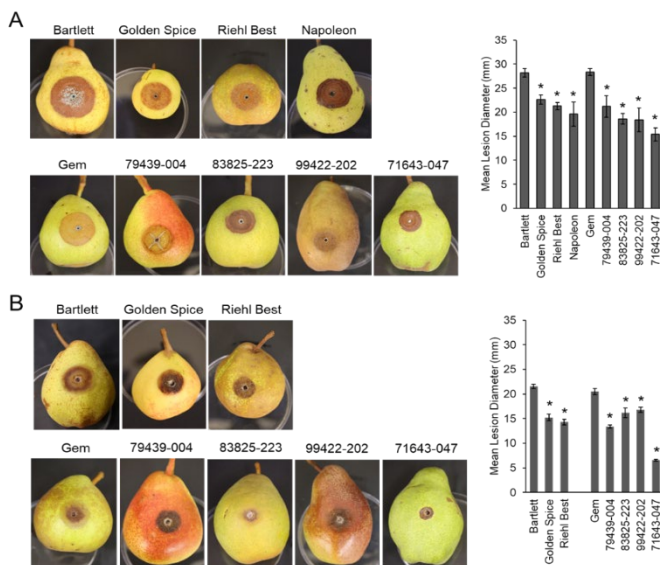 A
Bartlett Golden Spice Riehl Best Napoleon
Gem 79439-004 83825-223 99422-202 71643-047
Mean Lesion Diameter (mm)
35
30
25
20
15
10
5
0
* * * * * * *
Bartlett
Golden Spice
Riehl Best
Napoleon
Gem
79439-004
83825-223
99422-202
71643-047
B
Bartlett Golden Spice Riehl Best
Gem 79439-004 83825-223 99422-202 71643-047
Mean Lesion Diameter (mm)
35
30
25
20
15
10
5
0
* * * * * *
Bartlett
Golden Spice
Riehl Best
Gem
79439-004
83825-223
99422-202
71643-047